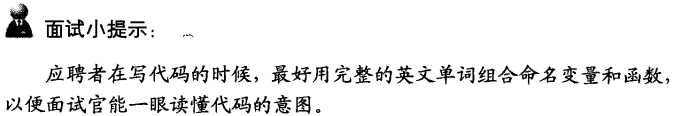 面试小提示：
应聘者在写代码的时候，最好用完整的英文单词组合命名变量和函数，
以便面试官能一眼读懂代码的意图。